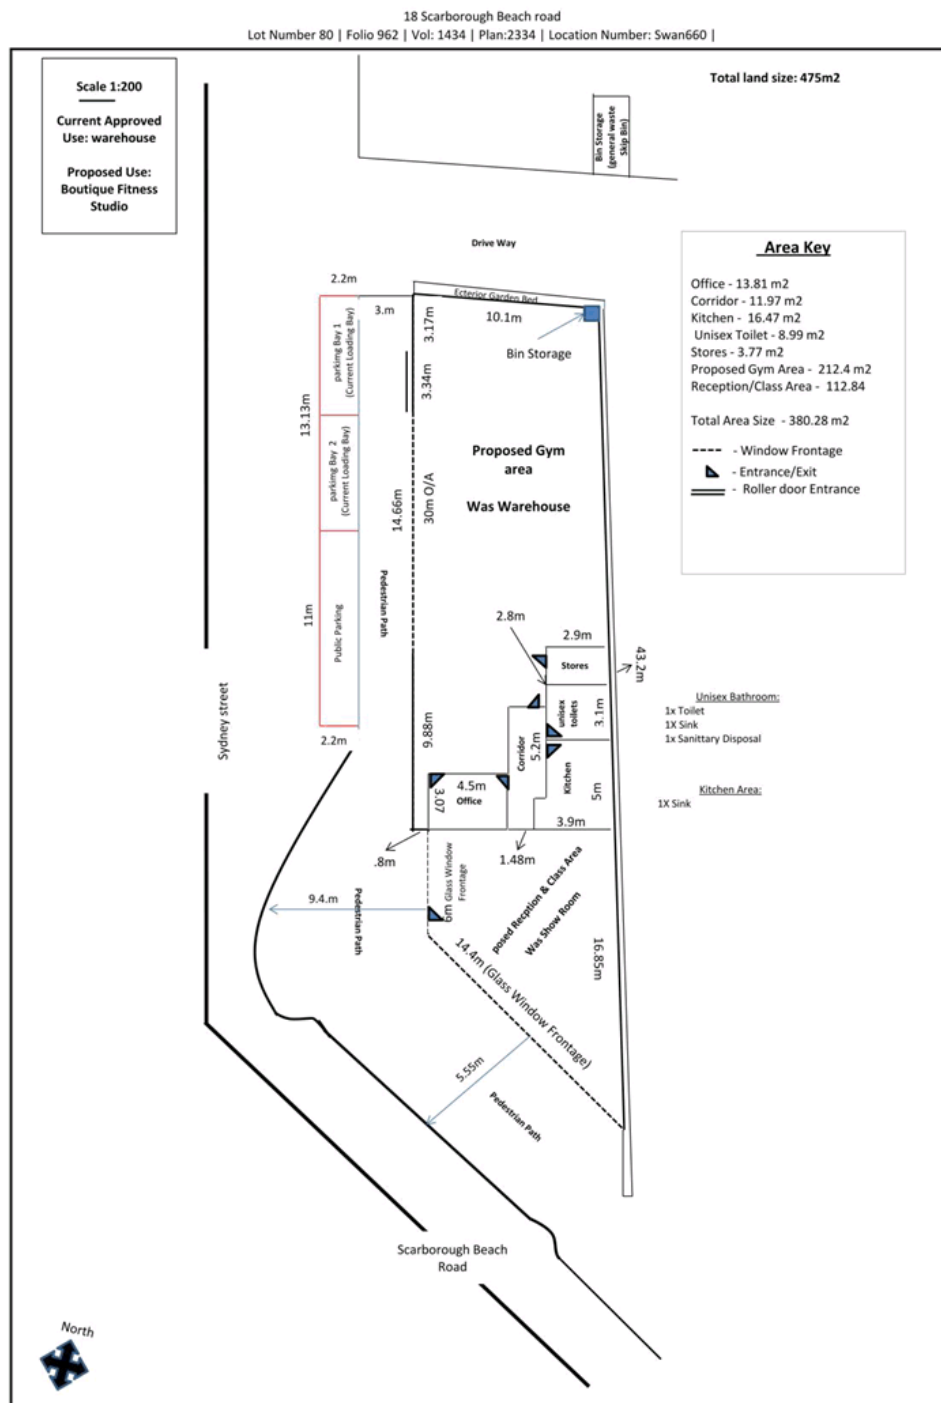 18 Scarborough Beach road
Lot Number 80 | Folio 962 | Vol: 1434 | Plan:2334 | Location Number: Swan660 |
Scale 1:200
Current Approved
Use: warehouse
Proposed Use:
Boutique Fitness
Studio
Total land size: 475m2
Bin Storage
(general waste
Skip Bin)
Drive Way
Area Key
Office - 13.81 m2
Corridor - 11.97 m2
Kitchen - 16.47 m2
Unisex Toilet - 8.99 m2
Stores - 3.77 m2
Proposed Gym Area - 212.4 m2
Reception/Class Area - 112.84
Total Area Size - 380.28 m2
- Window Frontage
- Entrance/Exit
- Roller door Entrance
2.2m
3.m
Ecterior Garden Bed
10.1m
Bin Storage
3.17m
3.34m
parkimg Bay 1
(Current Loading Bay)
13.13m
parkimg Bay 2
(Current Loading Bay)
14.66m
30m O/A
Proposed Gym
area
Was Warehouse
11m
Public Parking
Pedestrian Path
2.2m
2.8m
2.9m
Stores
43.2m
unisex
toilets
3.1m
Corridor
5.2m
Kitchen
5m
9.88m
4.5m
Office
3.07
3.9m
.8m
1.48m
Unisex Bathroom:
1x Toilet
1X Sink
1x Sanittary Disposal
Kitchen Area:
1X Sink
Sydney street
6m Glass Window
Frontage
9.4.m
Pedestrian Path
posed Recption & Class Area
Was Show Room
16.85m
14.4m (Glass Window Frontage)
5.55m
Pedestrian Path
Scarborough Beach
Road
North